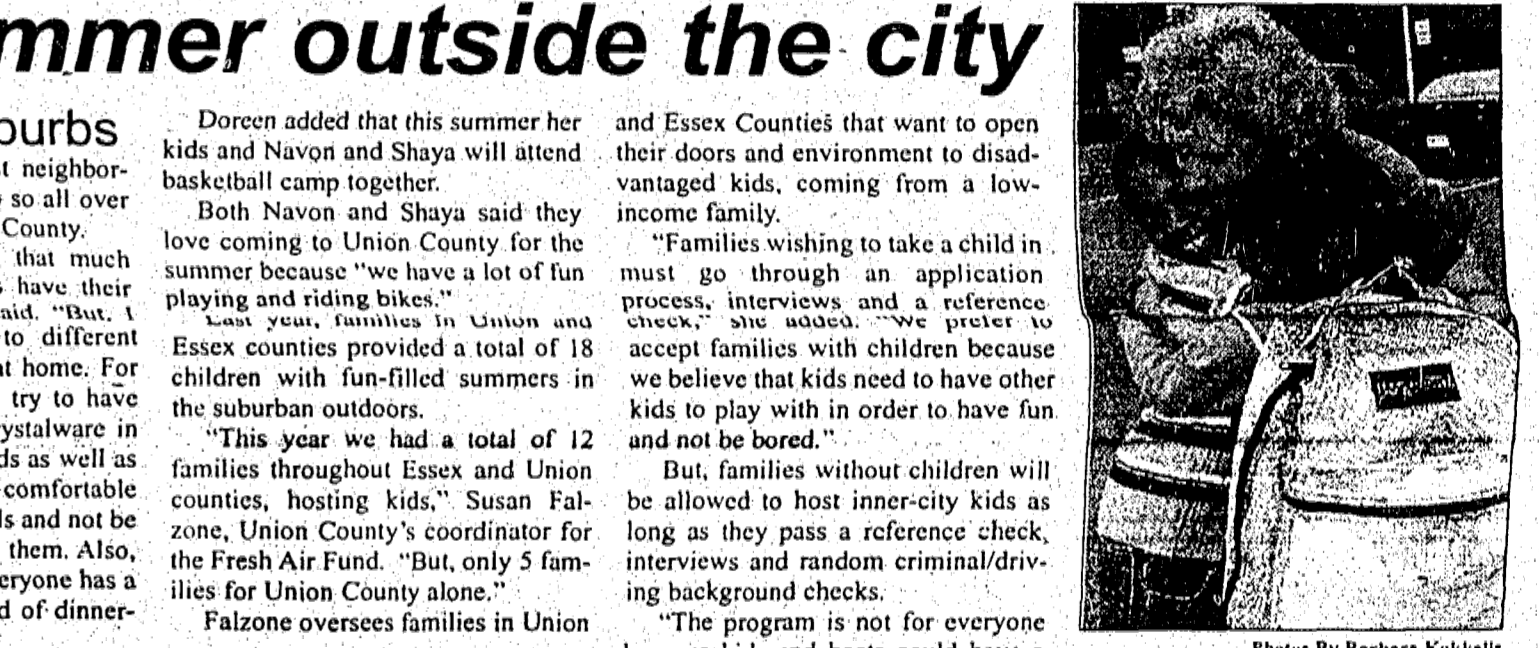 mmer outside the city
ourbs
t neighbor-
so all over
County.
that much
have their
aid. "But, I
to different
at home. For
try to have
ystalware in
ds as well as
comfortable
ls and not be
them. Also,
eryone has a
d of dinner-
Doreen added that this summer her
kids and Navon and Shaya will attend
basketball camp together.
Both Navon and Shaya said they
love coming to Union County for the
summer because "we have a lot of fun
playing and riding bikes."
Last year, families in Union and
Essex counties provided a total of 18
children with fun-filled summers in
the suburban outdoors.
"This year we had a total of 12
families throughout Essex and Union
counties, hosting kids," Susan Fal-
zone, Union County's coordinator for
the Fresh Air Fund. "But, only 5 fam-
ilies for Union County alone."
Falzone oversees families in Union
and Essex Counties that want to open
their doors and environment to disad-
vantaged kids, coming from a low-
income family.
"Families wishing to take a child in
must go through an application
process, interviews and a reference
check," she added. "We prefer to
accept families with children because
we believe that kids need to have other
kids to play with in order to have fun
and not be bored."
But, families without children will
be allowed to host inner-city kids as
long as they pass a reference check,
interviews and random criminal/driv-
ing background checks.
"The program is not for everyone
Photos By Barbara